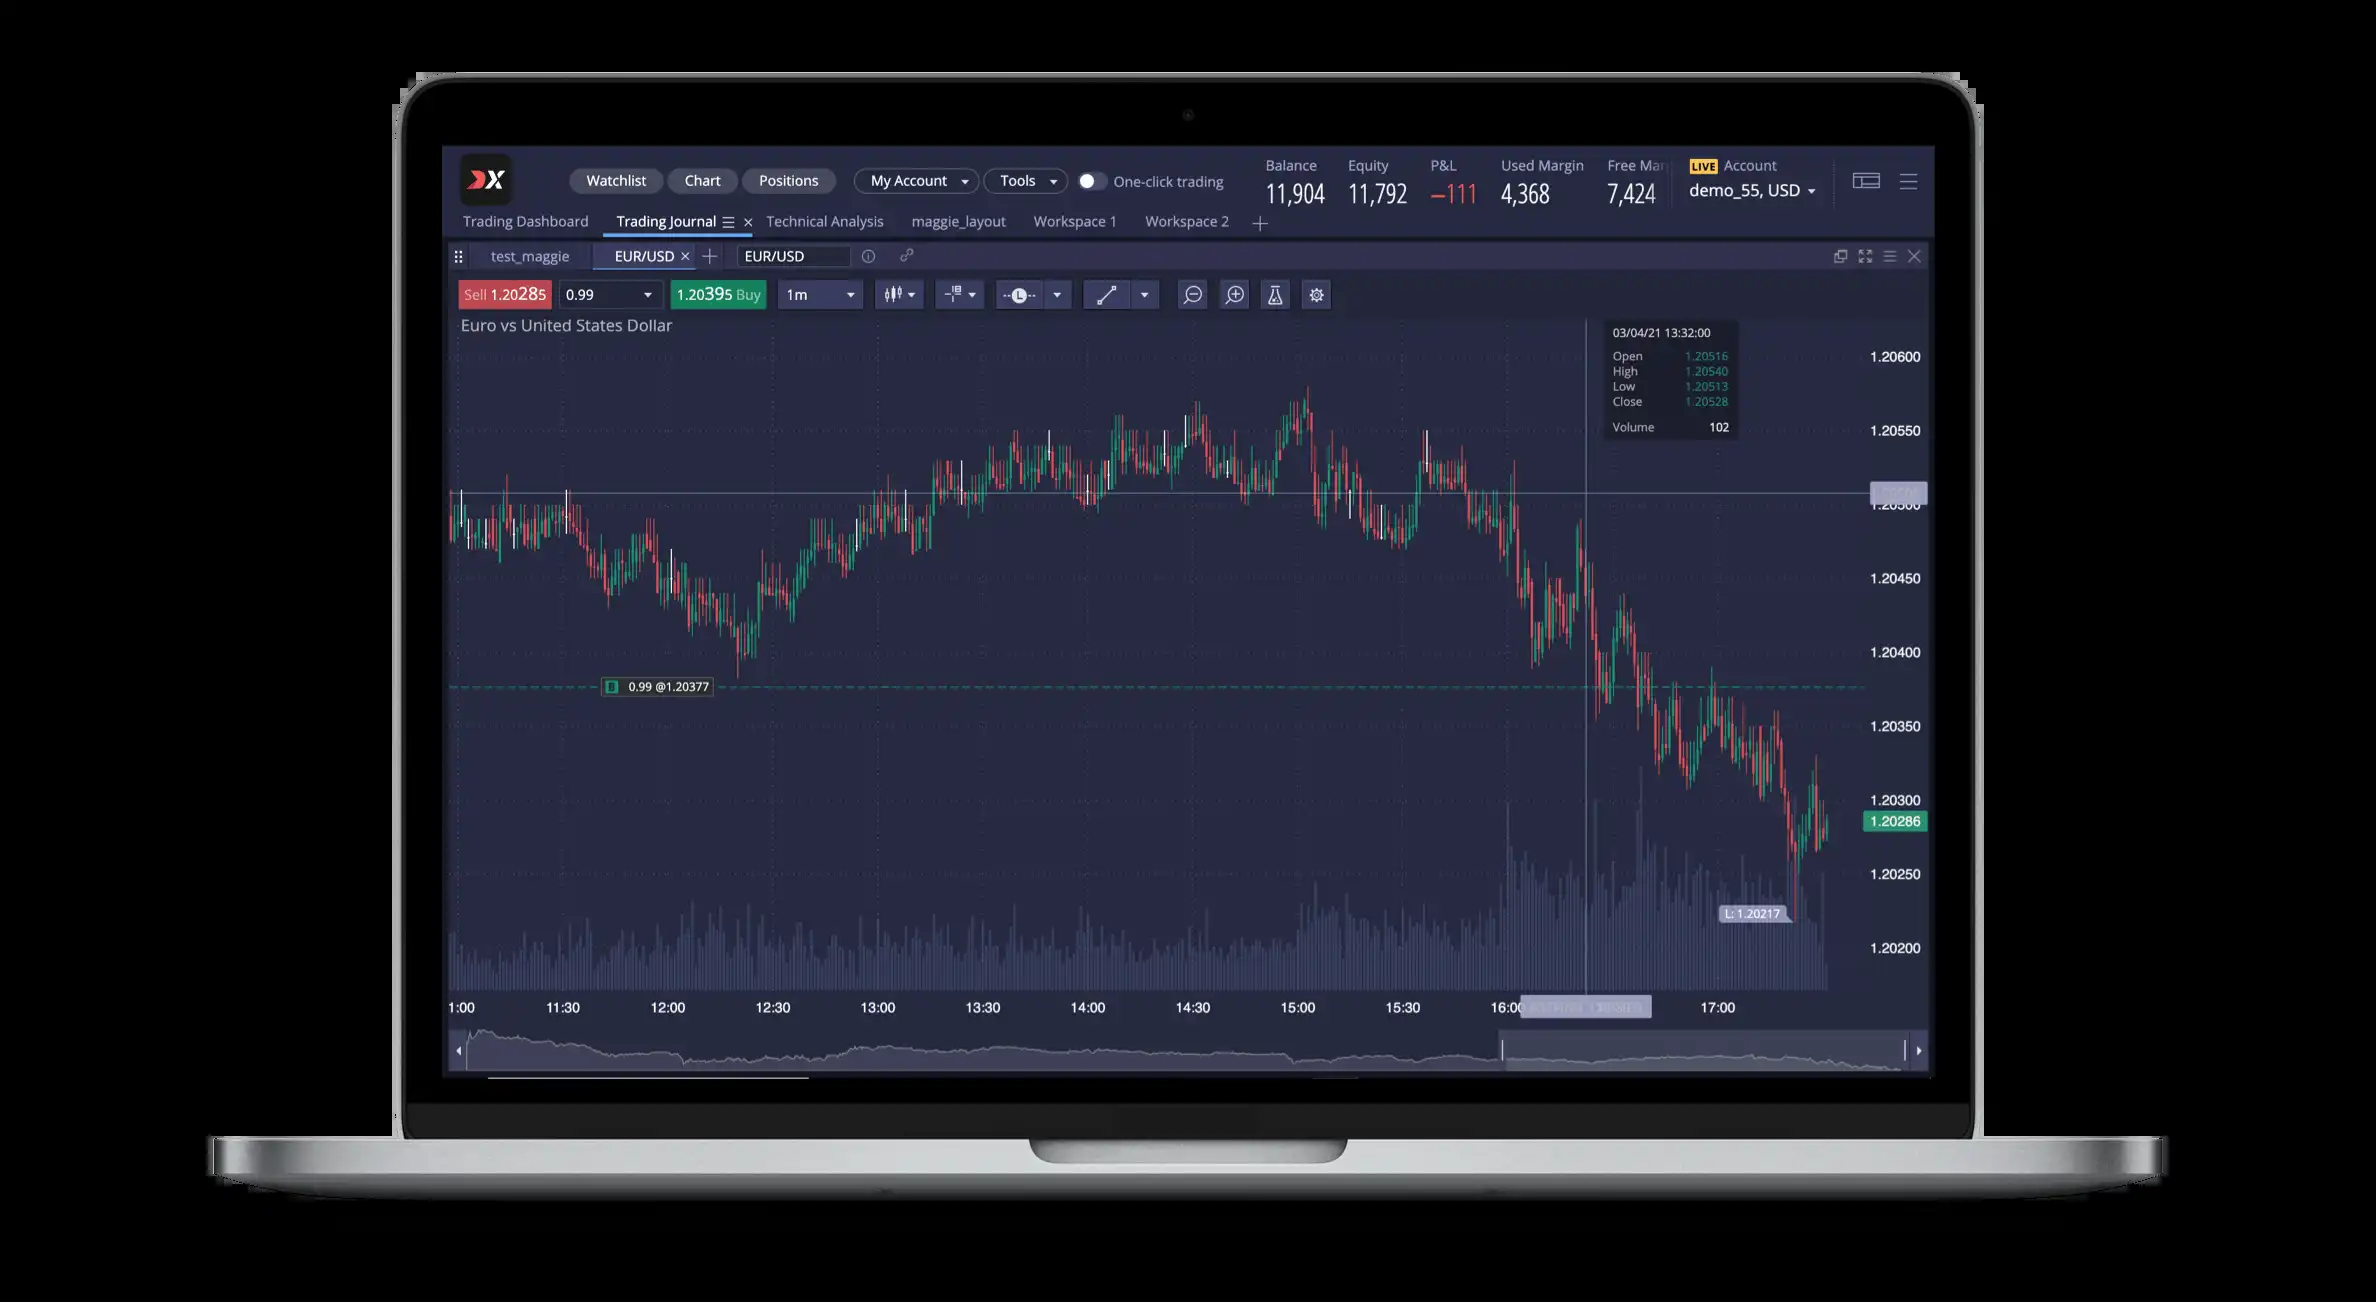 DX
Watchlist Chart Positions My Account Tools One-click trading
Balance Equity P&L Used Margin Free Mar LIVE Account
11,904 11,792 –111 4,368 7,424 demo_55, USD
Trading Dashboard Trading Journal Technical Analysis maggie_layout Workspace 1 Workspace 2
test_maggie EUR/USD EUR/USD
Sell 1.20285 0.99 1.20395 Buy 1m L
Euro vs United States Dollar
03/04/21 13:32:00
Open 1.20516
High 1.20540
Low 1.20513
Close 1.20528
Volume 102
1.20600
1.20550
1.20500
1.20450
1.20400
B 0.99 @1.20377
1.20350
1.20300
1.20286
1.20250
L: 1.20217
1.20200
1:00 11:30 12:00 12:30 13:00 13:30 14:00 14:30 15:00 15:30 16:00 17:00